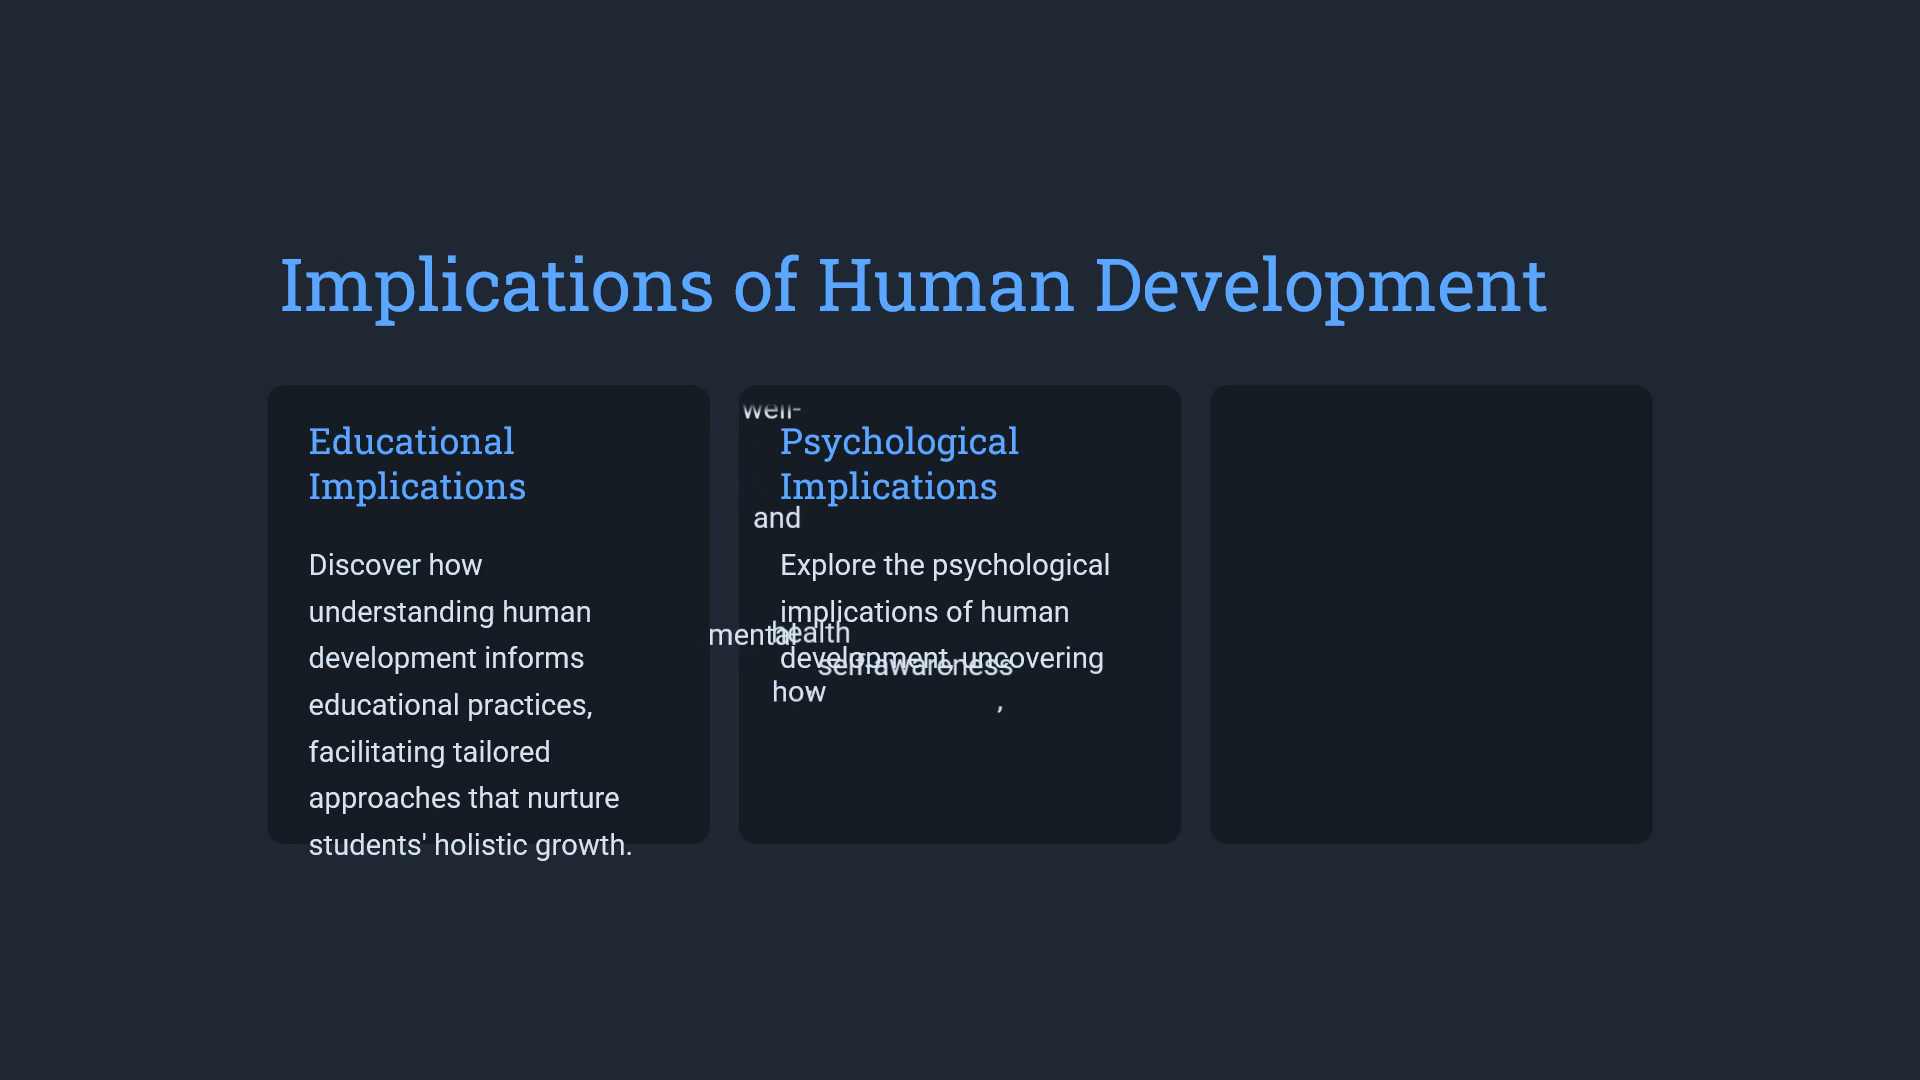 Implications of Human Development
Educational
Implications
Discover how
understanding human
development informs
educational practices,
facilitating tailored
approaches that nurture
students' holistic growth.
well-
Psychological
Implications
and
Explore the psychological
implications of human
mental health
development, uncovering
self-awareness
how ,